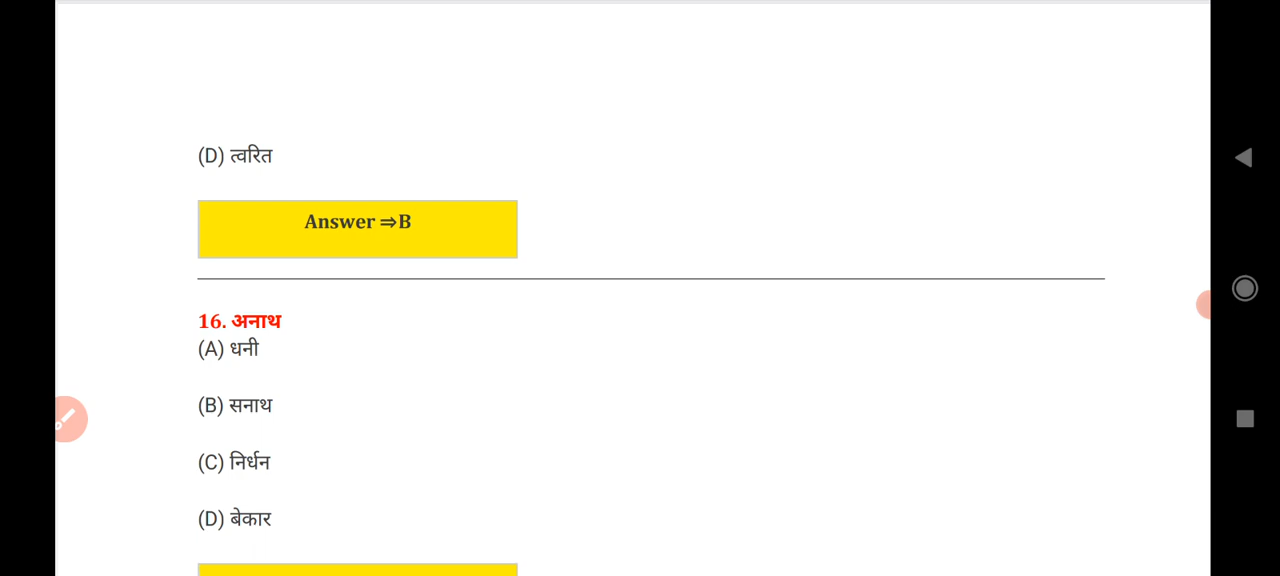 (D) त्वरित
Answer ⇒B
16. अनाथ
(A) धनी
(B) सनाथ
(C) निर्धन
(D) बेकार